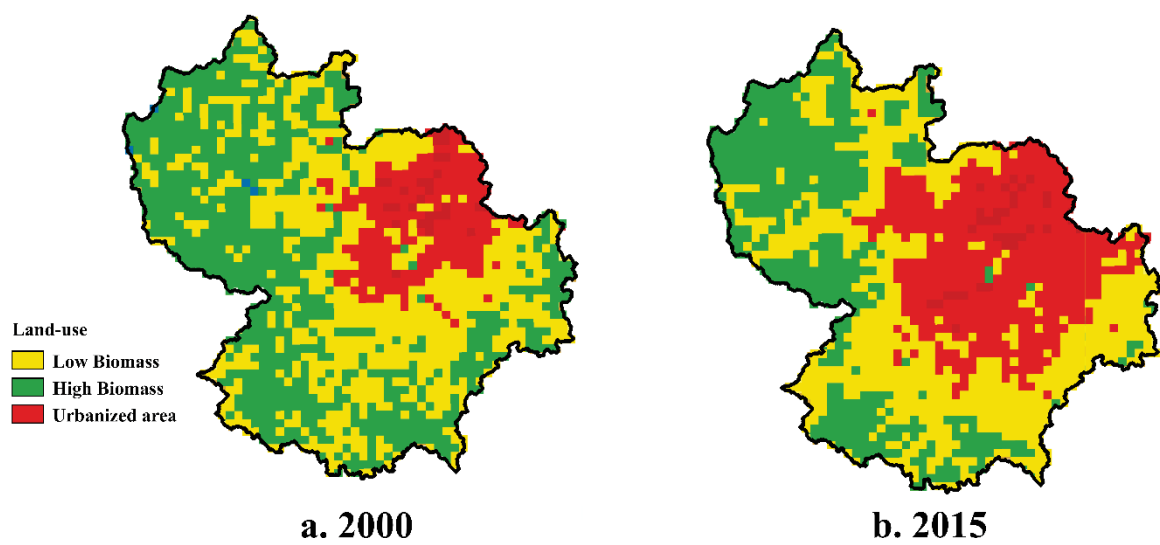 Land-use
Low Biomass
High Biomass
Urbanized area
a. 2000
b. 2015